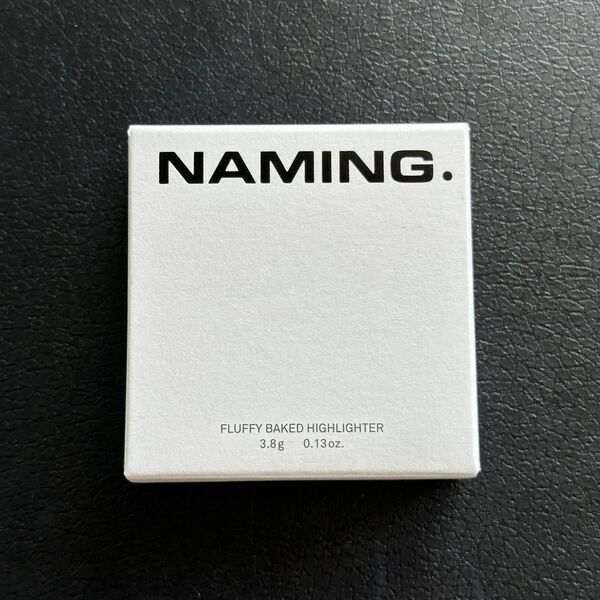 NAMING.
FLUFFY BAKED HIGHLIGHTER
3.8g 0.13oz.